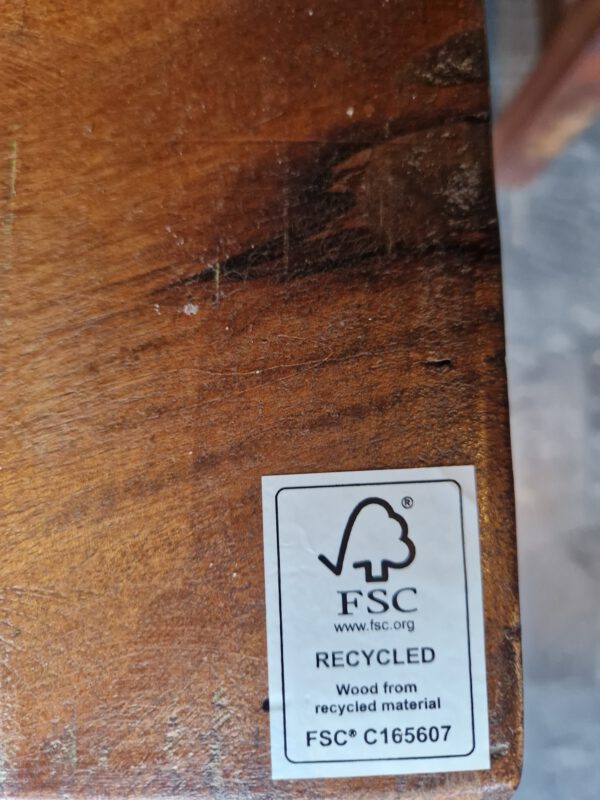 ®
FSC
www.fsc.org
RECYCLED
Wood from
recycled material
FSC® C165607